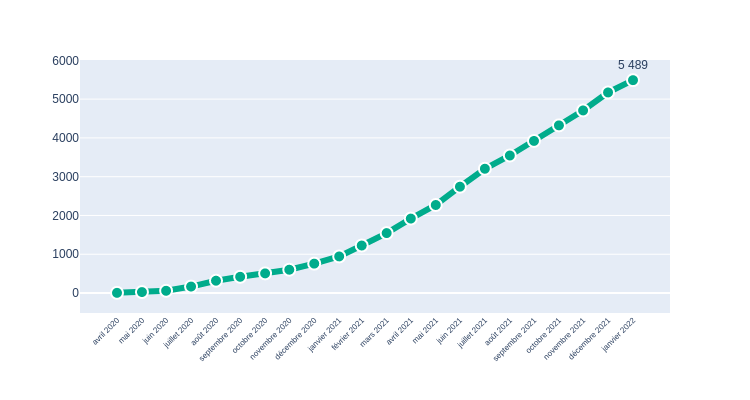 6000
5000
4000
3000
2000
1000
0
5 489
avril 2020
mai 2020
juin 2020
juillet 2020
août 2020
septembre 2020
octobre 2020
novembre 2020
décembre 2020
janvier 2021
février 2021
mars 2021
avril 2021
mai 2021
juin 2021
juillet 2021
août 2021
septembre 2021
octobre 2021
novembre 2021
décembre 2021
janvier 2022